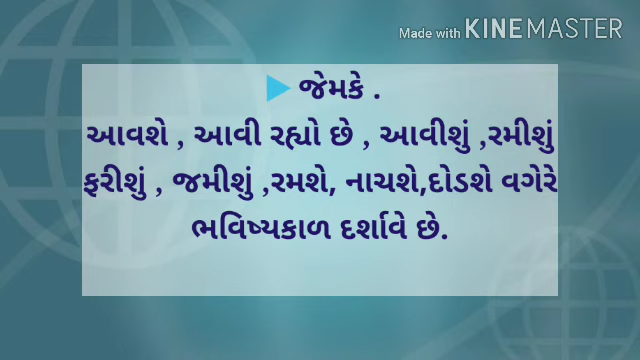 Made with KINEMASTER
▶ જેમકે .
આવશે , આવી રહ્યો છે , આવીશું ,રમીશું
ફરીશું , જમીશું ,રમશે, નાચશે,દોડશે વગેરે
ભવિષ્યકાળ દર્શાવે છે.